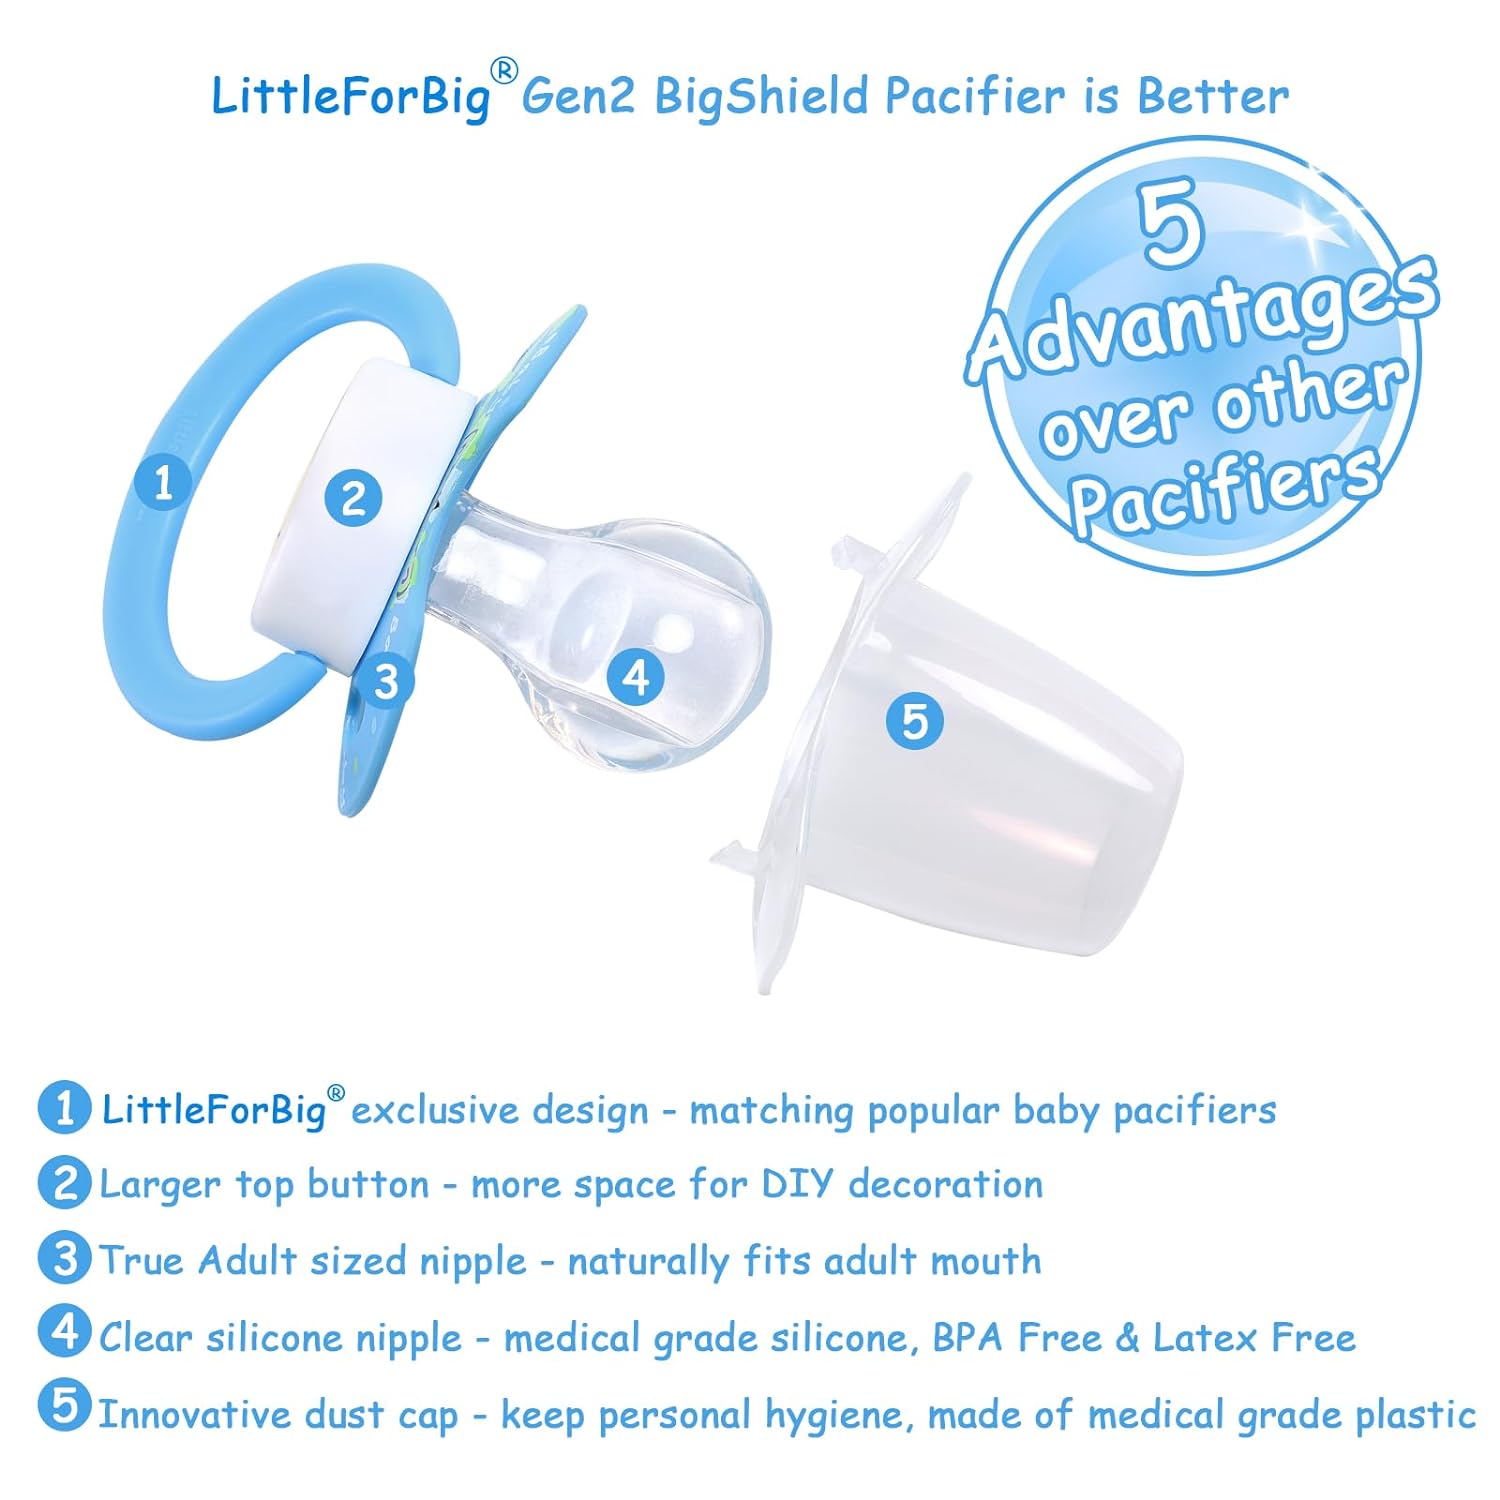 LittleForBig® Gen2 BigShield Pacifier is Better
5
Advantages
over other
Pacifiers
1
2
3
4
5
1 LittleForBig® exclusive design - matching popular baby pacifiers
2 Larger top button - more space for DIY decoration
3 True Adult sized nipple - naturally fits adult mouth
4 Clear silicone nipple - medical grade silicone, BPA Free & Latex Free
5 Innovative dust cap - keep personal hygiene, made of medical grade plastic